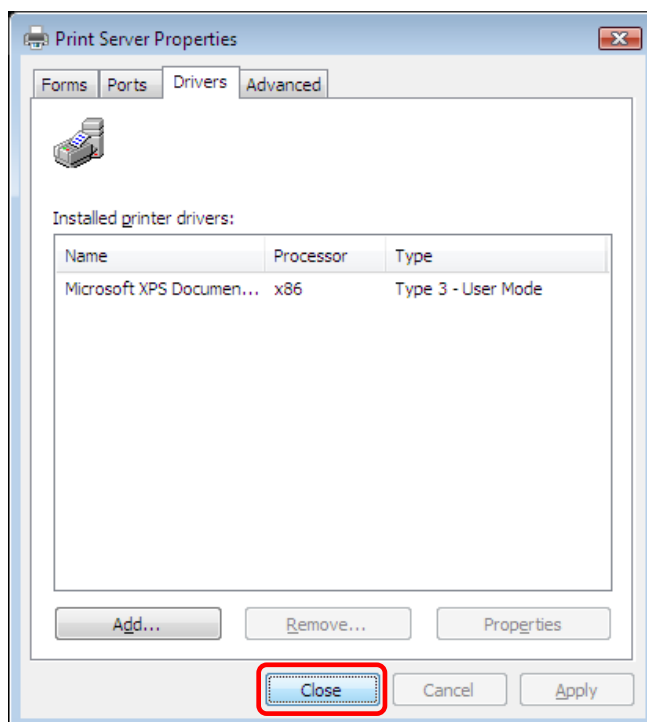 Print Server Properties
Forms Ports Drivers Advanced
Installed printer drivers:
Name Processor Type
Microsoft XPS Documen... x86 Type 3 - User Mode
Add... Remove... Properties
Close Cancel Apply